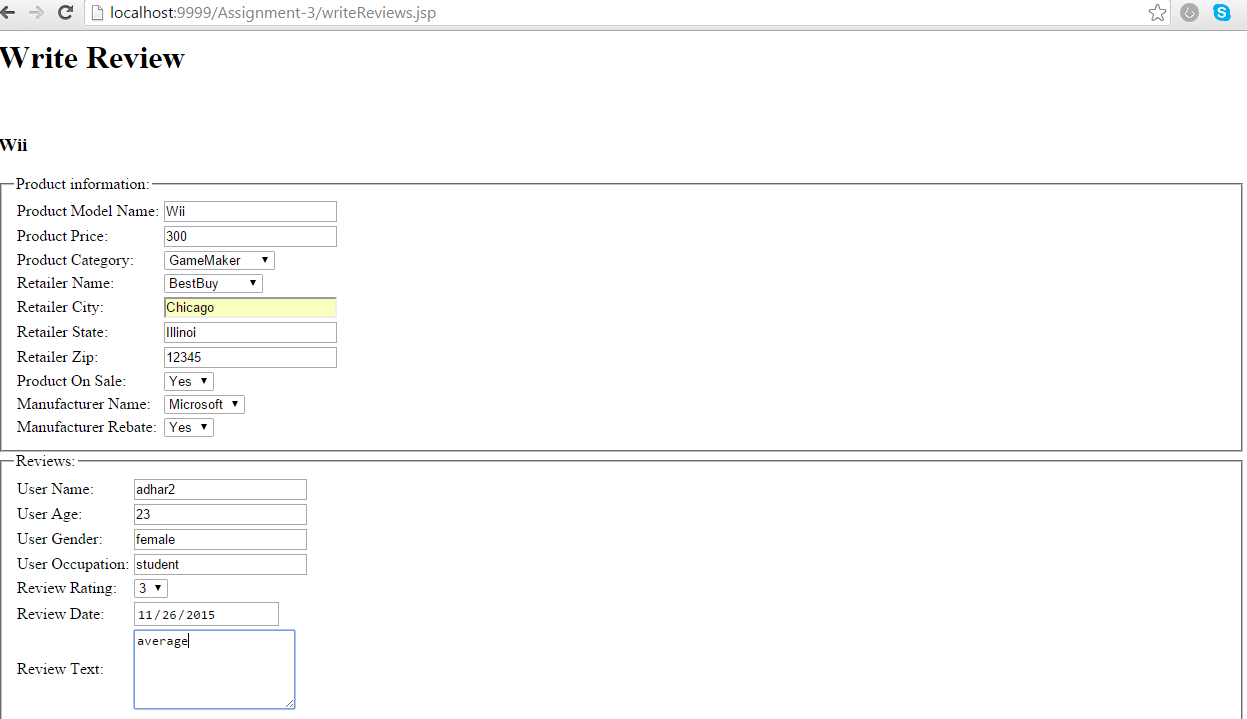 localhost:9999/Assignment-3/writeReviews.jsp
Write Review
Wii
Product information:
Product Model Name: Wii
Product Price: 300
Product Category: GameMaker
Retailer Name: BestBuy
Retailer City: Chicago
Retailer State: Illinoi
Retailer Zip: 12345
Product On Sale: Yes
Manufacturer Name: Microsoft
Manufacturer Rebate: Yes
Reviews:
User Name: adhar2
User Age: 23
User Gender: female
User Occupation: student
Review Rating: 3
Review Date: 11/26/2015
Review Text: average